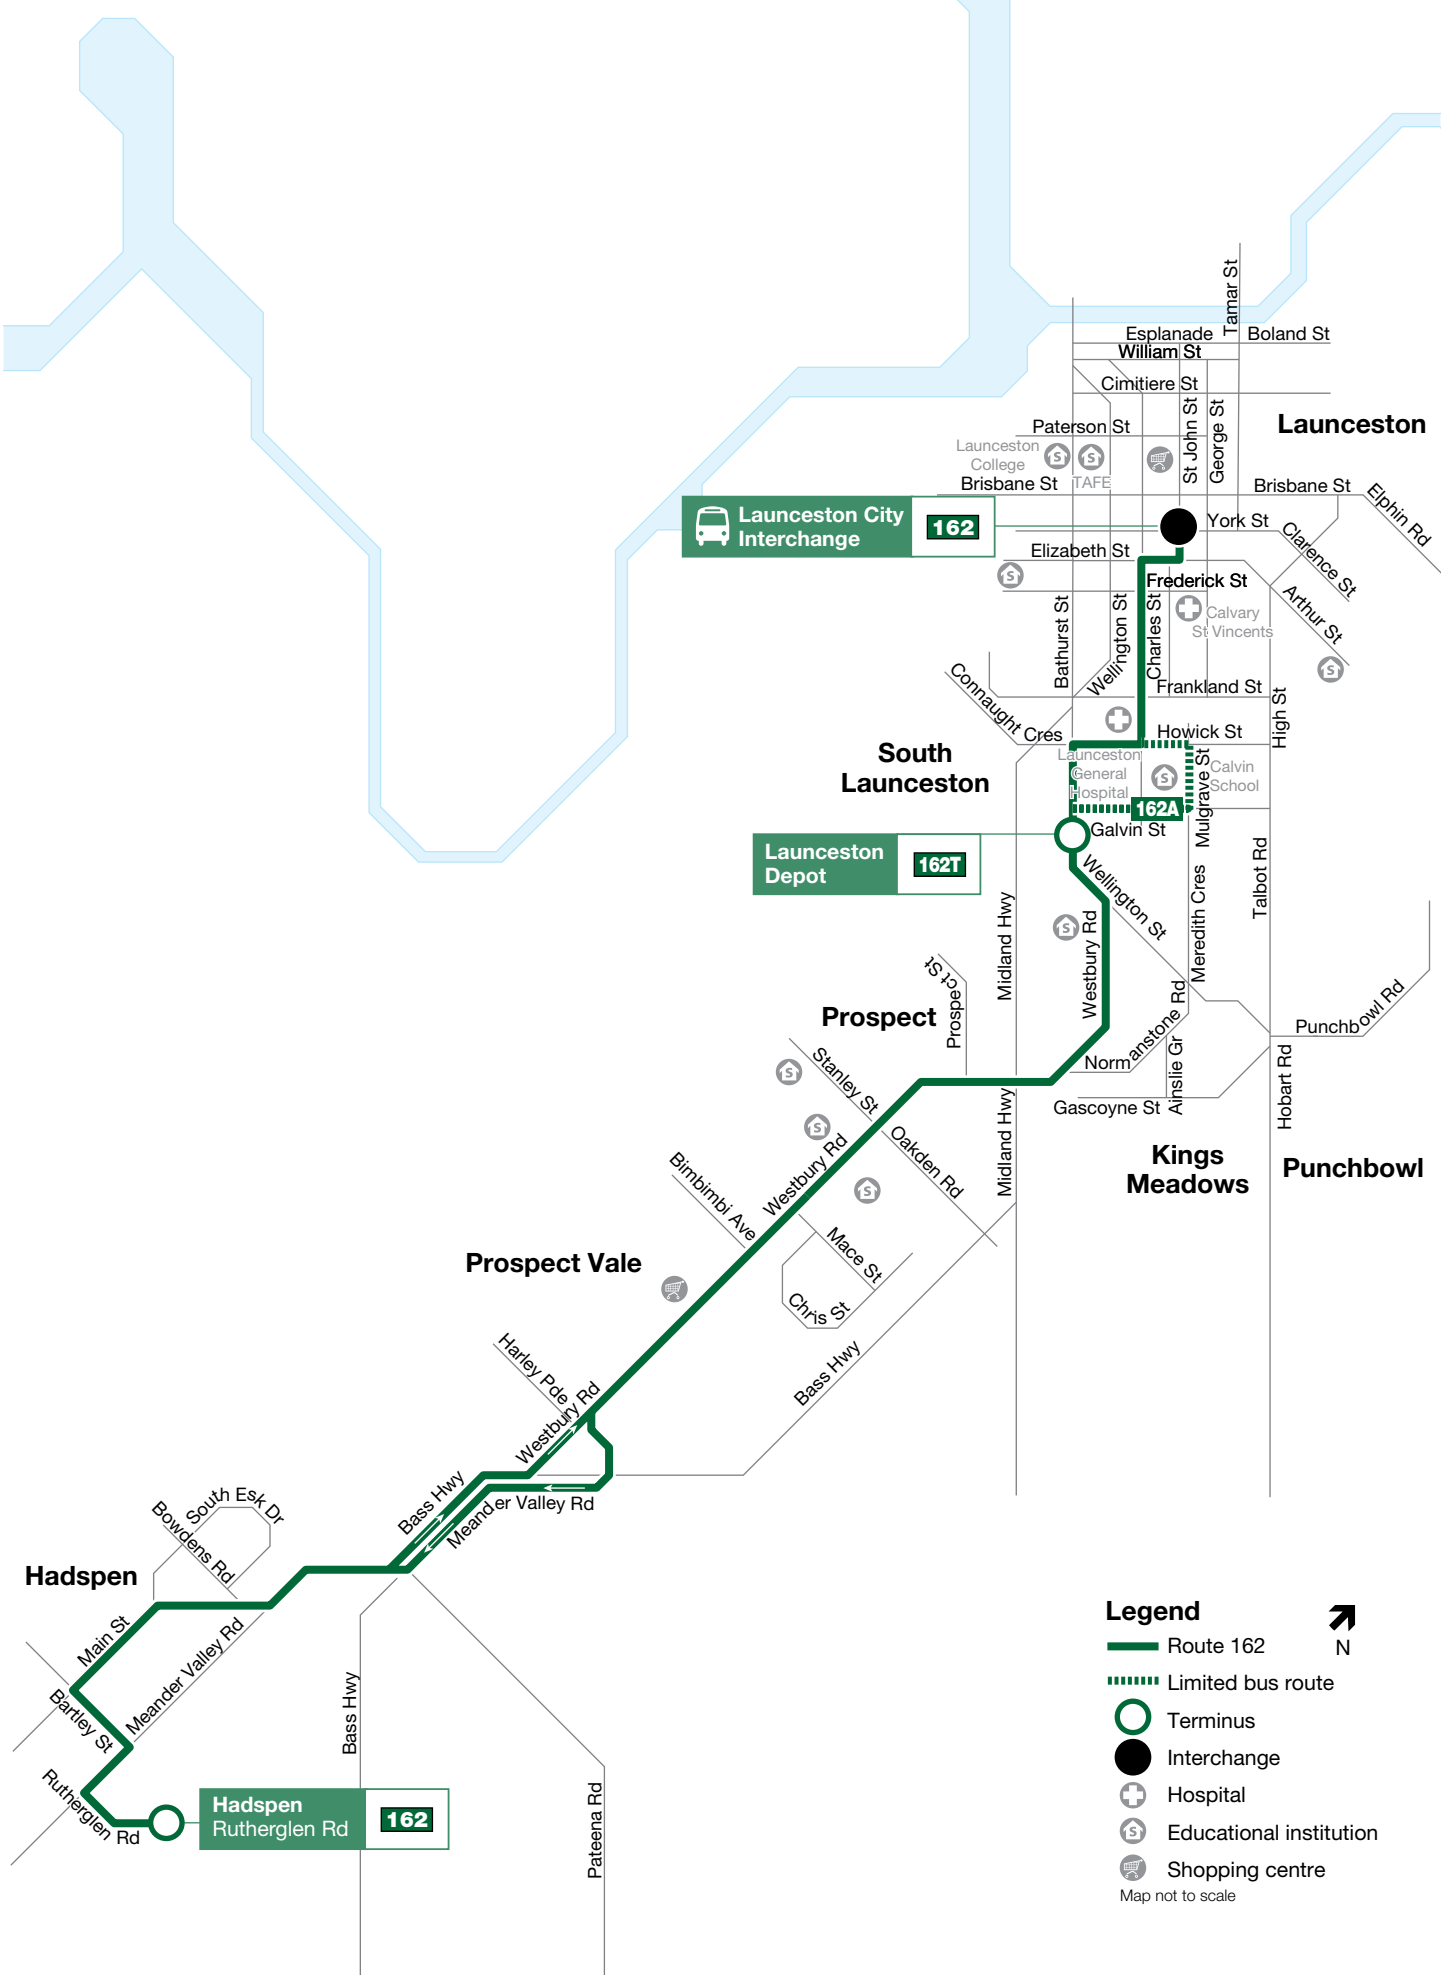 Tamar St
Esplanade
Boland St
William St
Cimitiere St
St John St
George St
Launceston
Paterson St
Launceston
College
TAFE
Brisbane St
Brisbane St
Elphin Rd
Launceston City
Interchange
162
York St
Clarence St
Elizabeth St
Frederick St
Arthur St
Calvary
St Vincents
Bathurst St
Wellington St
Charles St
Connaught Cres
Frankland St
High St
Howick St
South
Launceston
Launceston
General
Hospital
Mulgrave St
Calvin
School
162A
Galvin St
Launceston
Depot
162T
Wellington St
Meredith Cres
Talbot Rd
Midland Hwy
Westbury Rd
Prospect St
Prospect
Normanstone Rd
Punchbowl Rd
Stanley St
Ainslie Gr
Hobart Rd
Gascoyne St
Midland Hwy
Oakden Rd
Kings
Meadows
Punchbowl
Westbury Rd
Bimbimbi Ave
Mace St
Prospect Vale
Chris St
Bass Hwy
Harley Pde
Westbury Rd
Bass Hwy
Meander Valley Rd
South Esk Dr
Bowdens Rd
Hadspen
Main St
Meander Valley Rd
Bartley St
Bass Hwy
Rutherglen Rd
Hadspen
Rutherglen Rd
162
Pateena Rd
Legend
N
Route 162
Limited bus route
Terminus
Interchange
Hospital
Educational institution
Shopping centre
Map not to scale